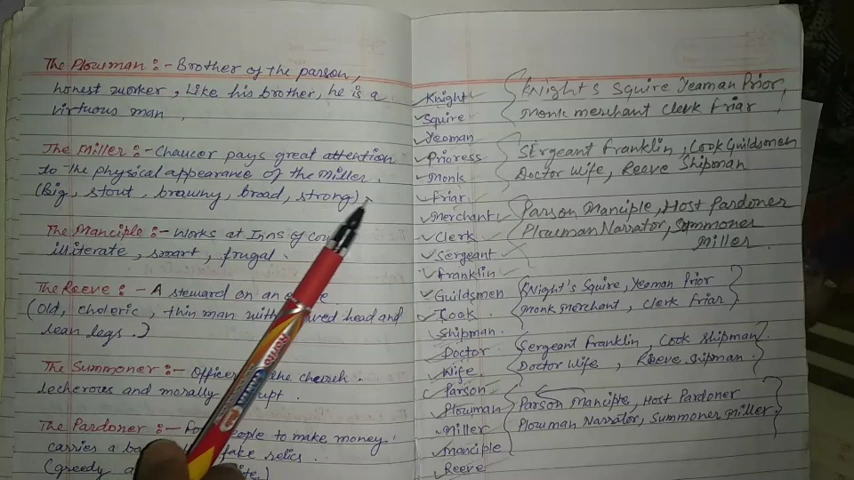 The Plowman :- Brother of the parson,
honest worker, Like his brother, he is a
virtuous man.
The Miller :- Chaucer pays great attention
to the physical appearance of the Miller.
(Big, stout, brawny, broad, strong)
The Manciple :- Works at Inns of
illiterate, smart, frugal.
The Reeve :- A steward on an
(Old, choleric, thin man with head and
lean legs.)
The Summoner :- Officer the church.
lecherous and morally
The Pardoner :- people to make money.
carries a fake relics.
(greedy
Knight
Squire
Yeoman
Prioress
Monk
Friar
Merchant
Clerk
Sergeant
Franklin
Guildsmen
Cook
Shipman
Doctor
Wife
Parson
Plowman
Miller
Manciple
Reeve
Knight's Squire Yeaman Prior,
Monk merchant Clerk Friar
Sergeant Franklin, Cook Guildsmen
Doctor Wife, Reeve Shipman
Parson Manciple, Host Pardoner
Plowman Narrator, Summoner
Miller
Knight's Squire, Yeoman Prior
Monk Merchant, Clerk Friar
Sergeant Franklin, Cook Shipman
Doctor Wife, Reeve Shipman.
Parson Manciple, Host Pardoner
Plowman Narrator, Summoner Miller